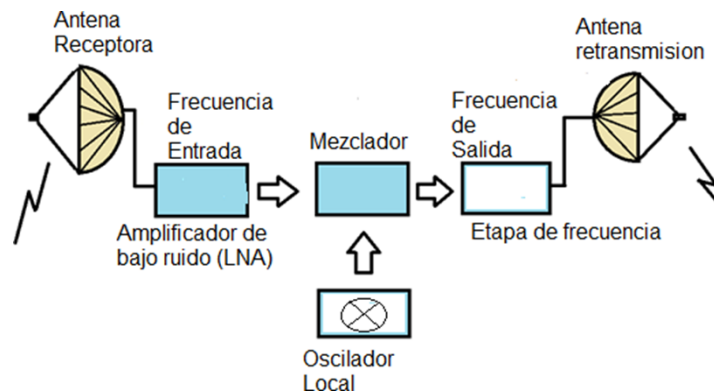 Antena
Receptora
Frecuencia
de
Entrada
Amplificador de
bajo ruido (LNA)
Mezclador
Oscilador
Local
Frecuencia
de
Salida
Etapa de frecuencia
Antena
retransmision